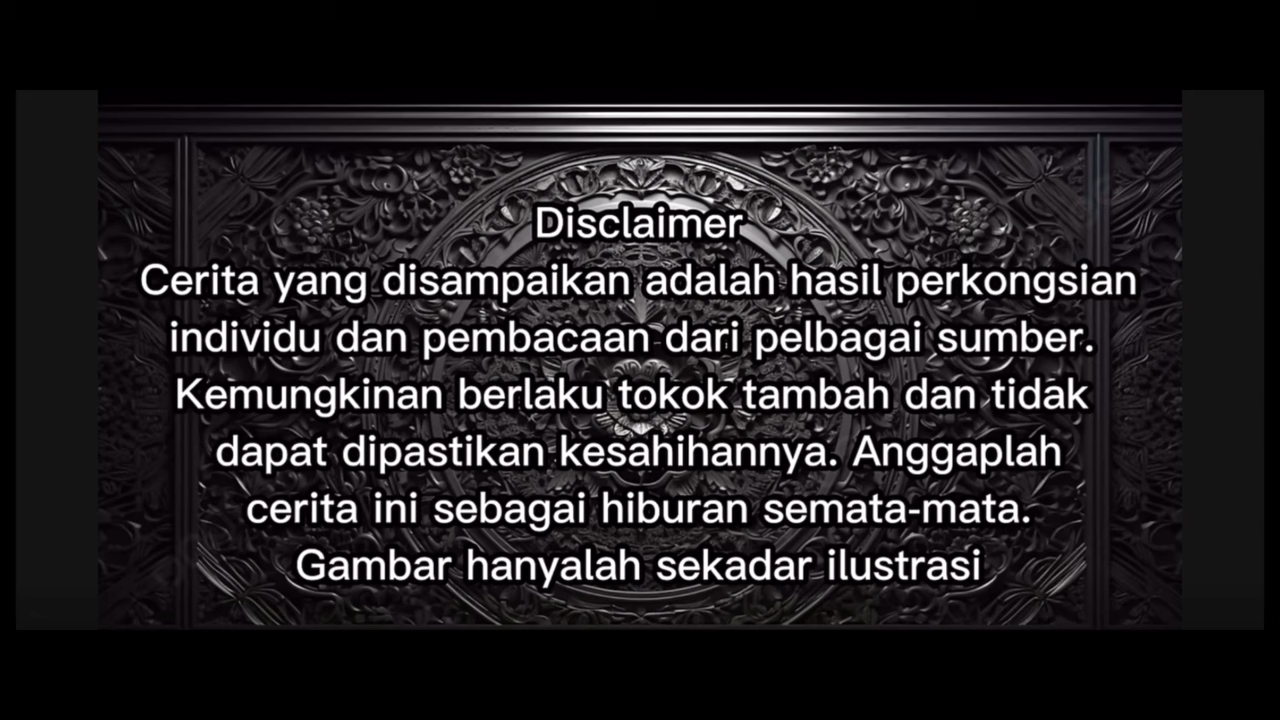 Disclaimer
Cerita yang disampaikan adalah hasil perkongsian
individu dan pembacaan dari pelbagai sumber.
Kemungkinan berlaku tokok tambah dan tidak
dapat dipastikan kesahihannya. Anggaplah
cerita ini sebagai hiburan semata-mata.
Gambar hanyalah sekadar ilustrasi